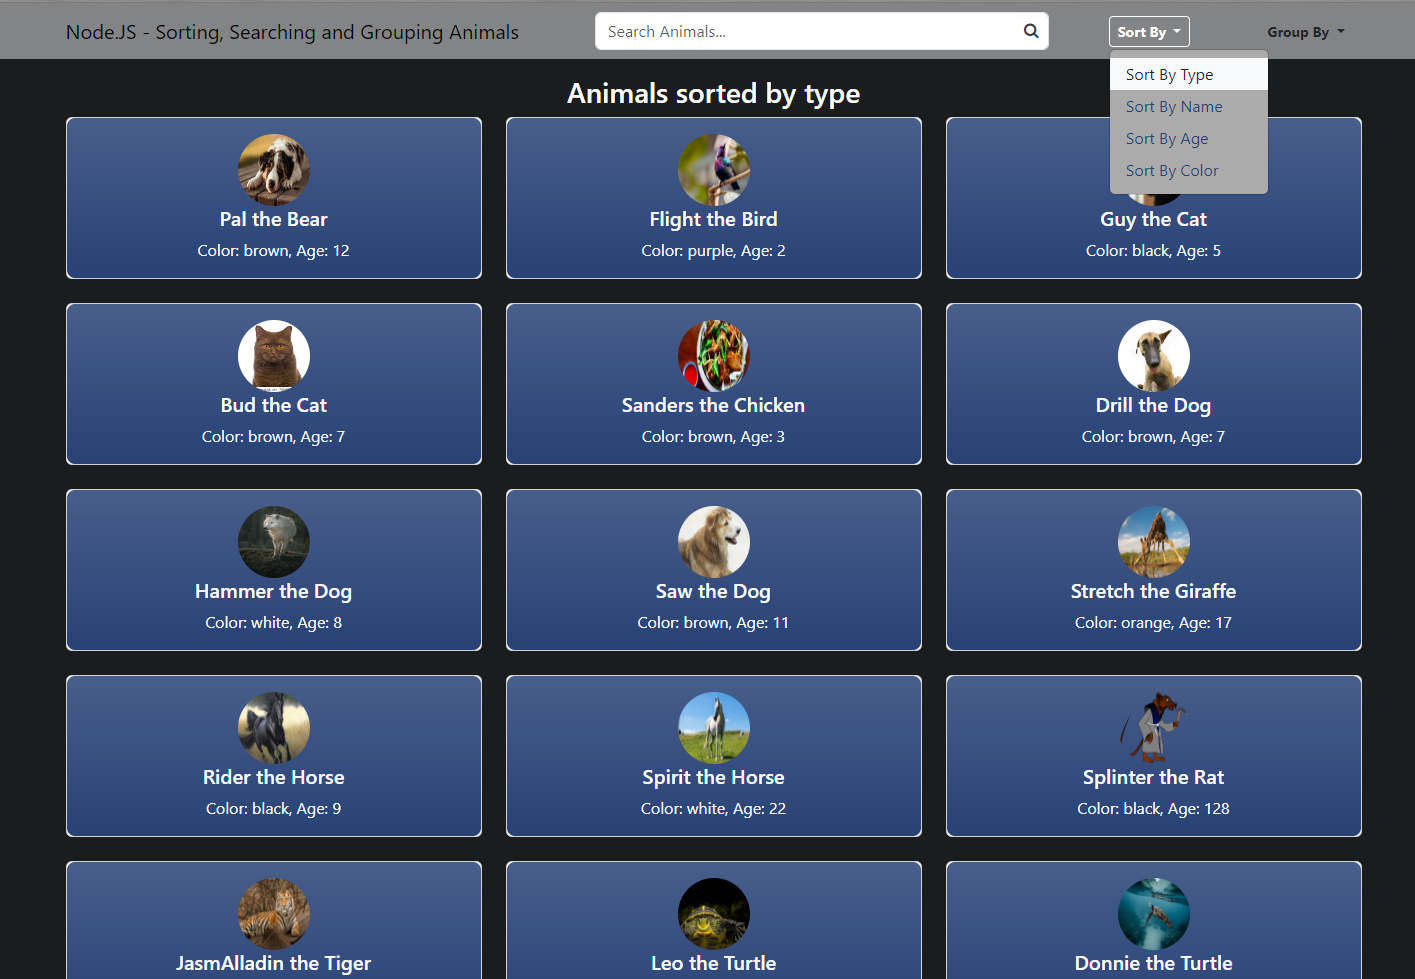 Node.JS - Sorting, Searching and Grouping Animals
Search Animals...
Sort By
Group By
Sort By Type
Sort By Name
Sort By Age
Sort By Color
Animals sorted by type
Pal the Bear
Color: brown, Age: 12
Flight the Bird
Color: purple, Age: 2
Guy the Cat
Color: black, Age: 5
Bud the Cat
Color: brown, Age: 7
Sanders the Chicken
Color: brown, Age: 3
Drill the Dog
Color: brown, Age: 7
Hammer the Dog
Color: white, Age: 8
Saw the Dog
Color: brown, Age: 11
Stretch the Giraffe
Color: orange, Age: 17
Rider the Horse
Color: black, Age: 9
Spirit the Horse
Color: white, Age: 22
Splinter the Rat
Color: black, Age: 128
JasmAlladin the Tiger
Leo the Turtle
Donnie the Turtle